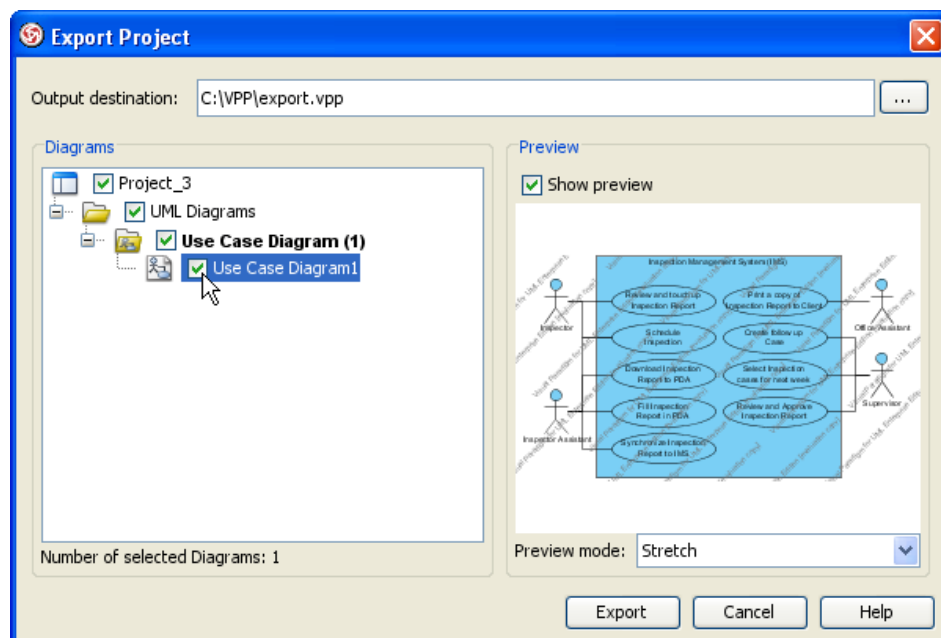 Export Project
Output destination: C:\VPP\export.vpp ...
Diagrams
Project_3
UML Diagrams
Use Case Diagram (1)
Use Case Diagram1
Number of selected Diagrams: 1
Preview
Show preview
Inspection Management System (IMS)
Review and touch up
Inspection Report
Print a copy of
Inspection Report to Client
Inspector
Office Assistant
Schedule
Inspection
Create follow up
Case
Download Inspection
Report to PDA
Select Inspection
cases for next week
Supervisor
Fill Inspection
Report in PDA
Review and Approve
Inspection Report
Inspector Assistant
Synchronize Inspection
Report to IMS
Preview mode: Stretch
Export Cancel Help